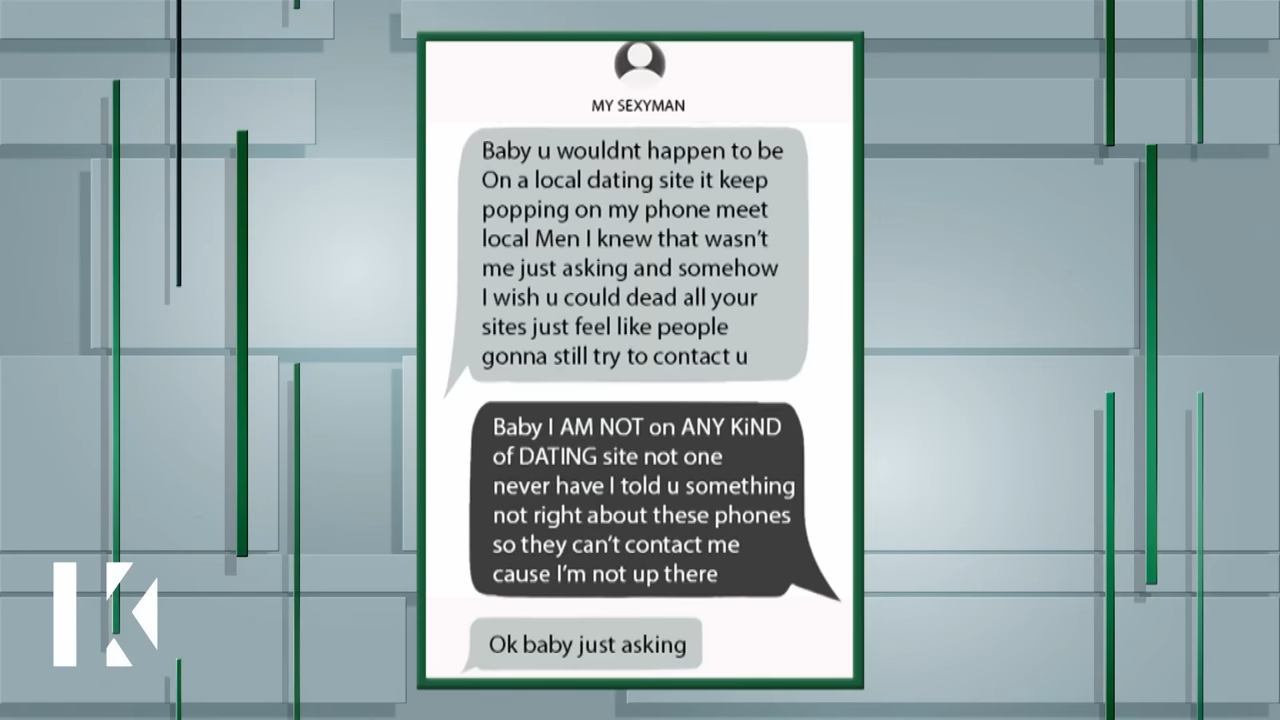 MY SEXYMAN
Baby u wouldnt happen to be
On a local dating site it keep
popping on my phone meet
local Men I knew that wasn't
me just asking and somehow
I wish u could dead all your
sites just feel like people
gonna still try to contact u
Baby I AM NOT on ANY KiND
of DATING site not one
never have I told u something
not right about these phones
so they can't contact me
cause I'm not up there
Ok baby just asking
K